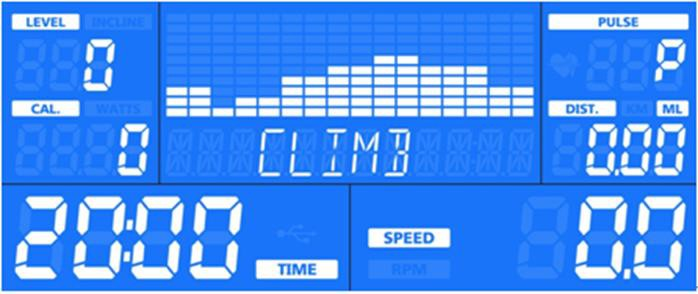 LEVEL INCLINE
0
PULSE
P
CAL. WATTS
0
CLIMB
DIST. KM ML
0.00
20:00
TIME
SPEED
RPM
0.0